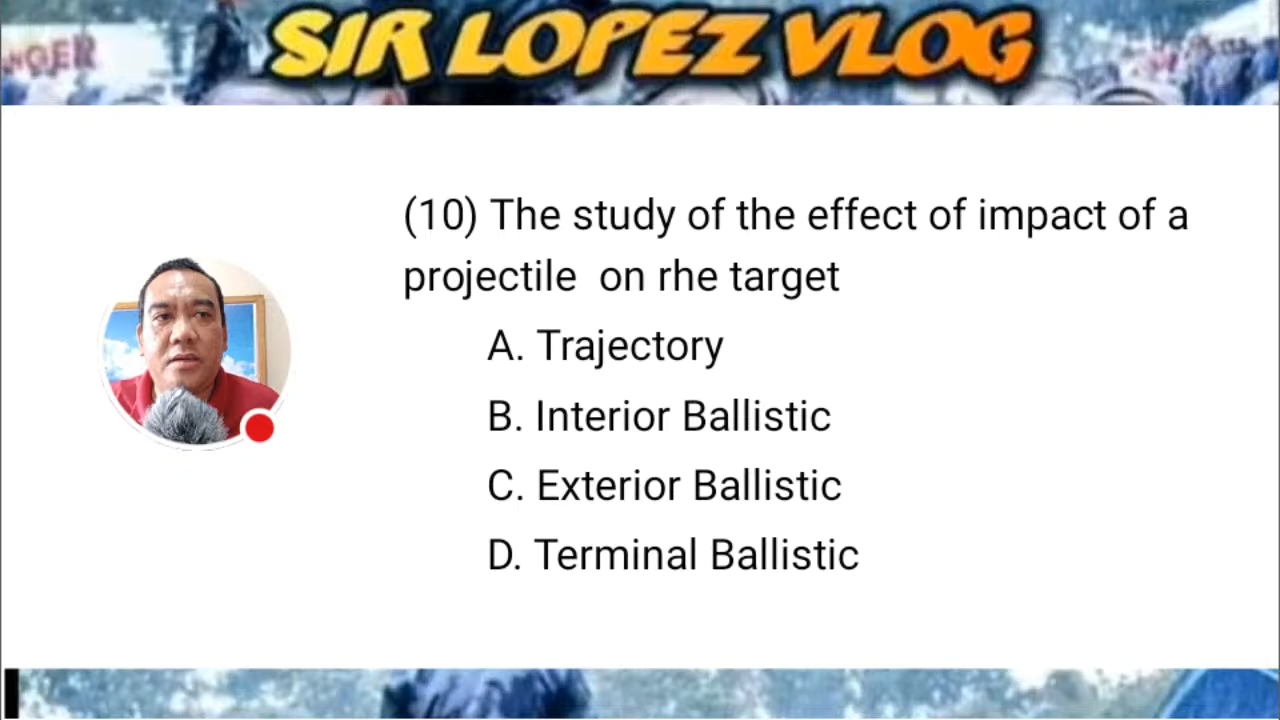 SIR LOPEZ VLOG
(10) The study of the effect of impact of a
projectile on rhe target
A. Trajectory
B. Interior Ballistic
C. Exterior Ballistic
D. Terminal Ballistic